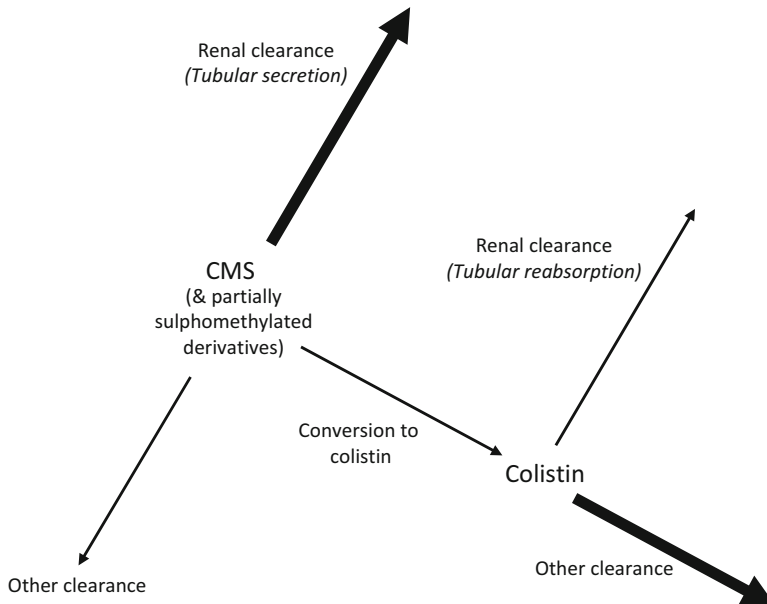 Renal clearance
(Tubular secretion)
Renal clearance
(Tubular reabsorption)
CMS
(& partially
sulphomethylated
derivatives)
Conversion to
colistin
Colistin
Other clearance
Other clearance